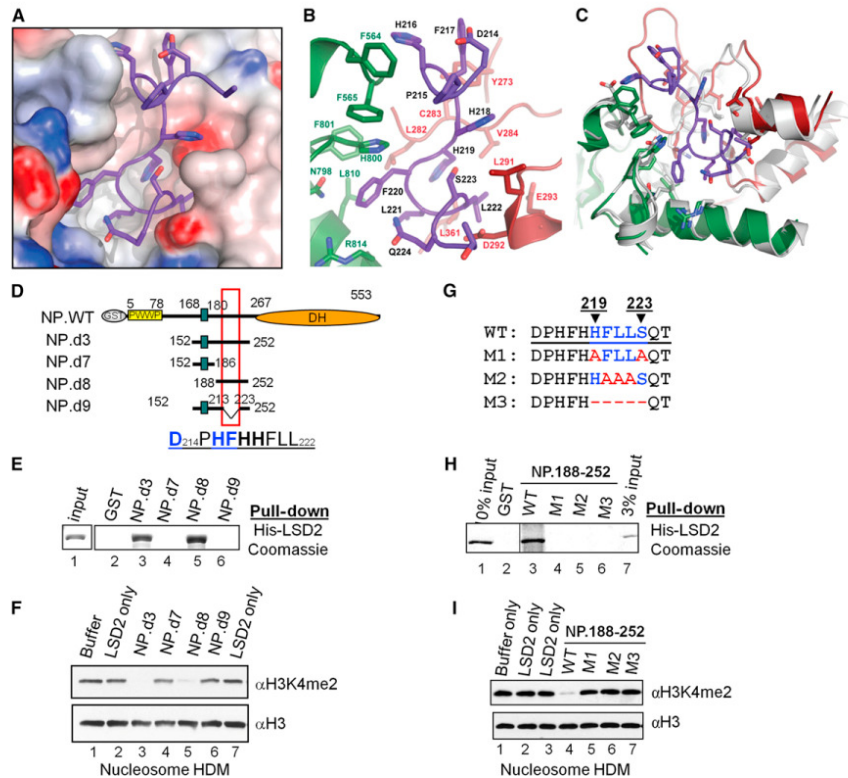 A
B
H216
F217
D214
F564
P215
Y273
F565
C283
H218
F801
L282
V284
H800
H219
L291
N798
L810
S223
E293
F220
L222
L221
L361
D292
Q224
R814
C
D
5
78
168
180
267
553
NP.WT
GST
PWWP
DH
NP.d3
152
252
NP.d7
152
186
NP.d8
188
252
NP.d9
152
213
223
252
D214PHFHHFLL222
E
input
GST
NP.d3
NP.d7
NP.d8
NP.d9
Pull-down
His-LSD2
Coomassie
1 2 3 4 5 6
F
Buffer
LSD2 only
NP.d3
NP.d7
NP.d8
NP.d9
LSD2 only
αH3K4me2
αH3
1 2 3 4 5 6 7
Nucleosome HDM
G
219 223
WT: DPHFHHFLLSQT
M1: DPHFHAFLLAQT
M2: DPHFHHAAASQT
M3: DPHFH-----QT
H
NP.188-252
10% input
GST
WT
M1
M2
M3
3% input
Pull-down
His-LSD2
Coomassie
1 2 3 4 5 6 7
I
Buffer only
LSD2 only
LSD2 only
NP.188-252
WT
M1
M2
M3
αH3K4me2
αH3
1 2 3 4 5 6 7
Nucleosome HDM